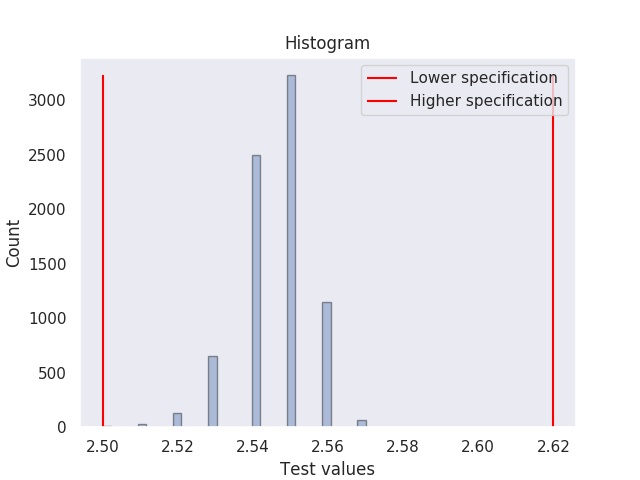 Histogram
Lower specification
Higher specification
3000
2500
2000
1500
1000
500
0
Count
2.50 2.52 2.54 2.56 2.58 2.60 2.62
Test values